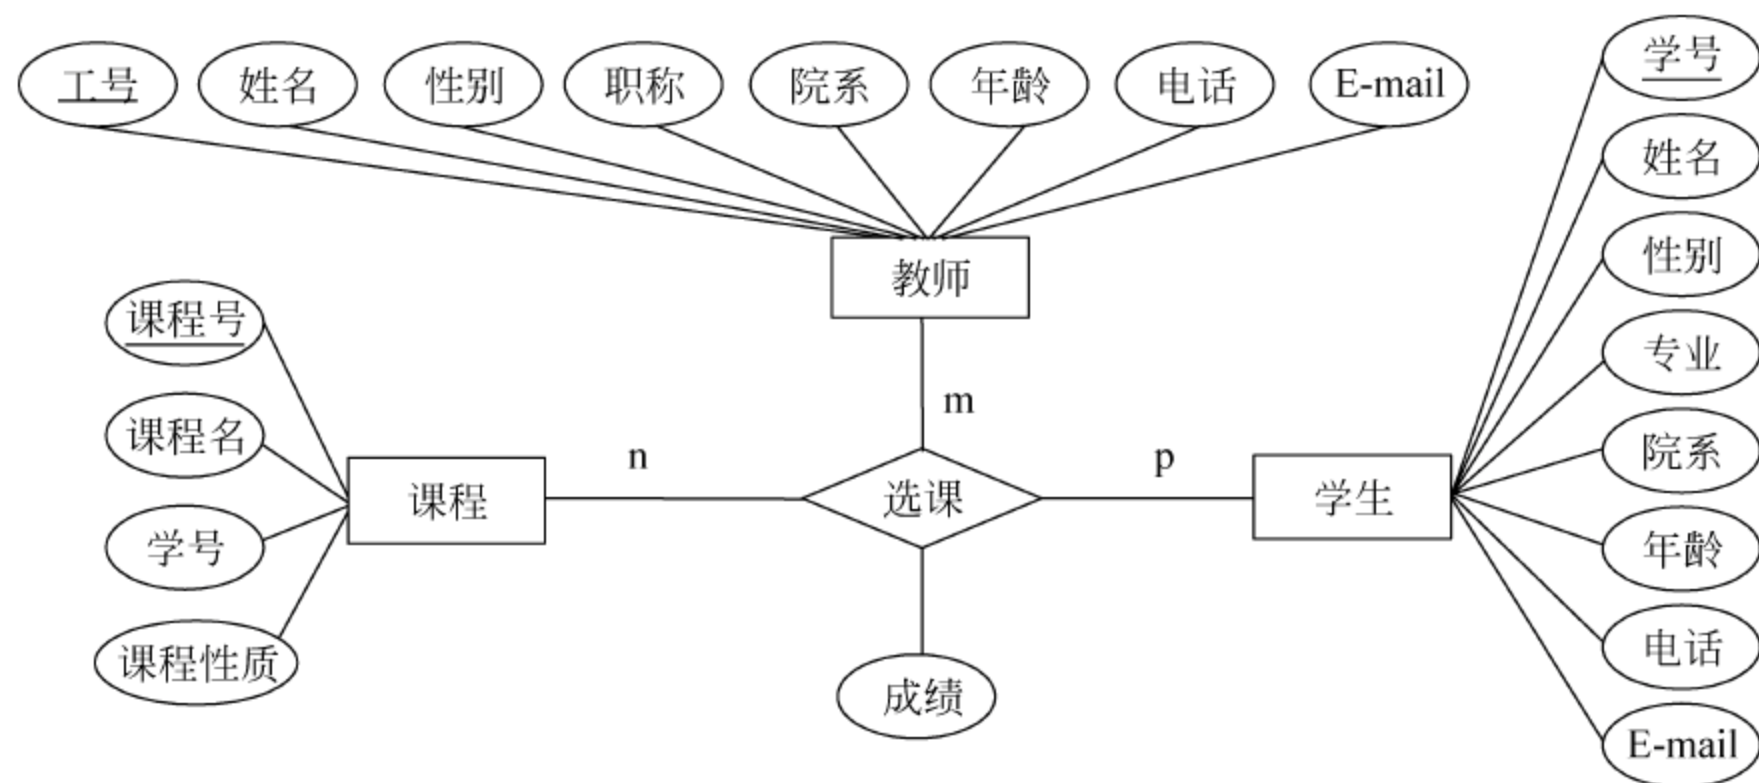 工号 姓名 性别 职称 院系 年龄 电话 E-mail
教师
学号
姓名
性别
专业
院系
年龄
电话
E-mail
课程号
课程名
学号
课程性质
课程
n
m
选课
p
学生
成绩